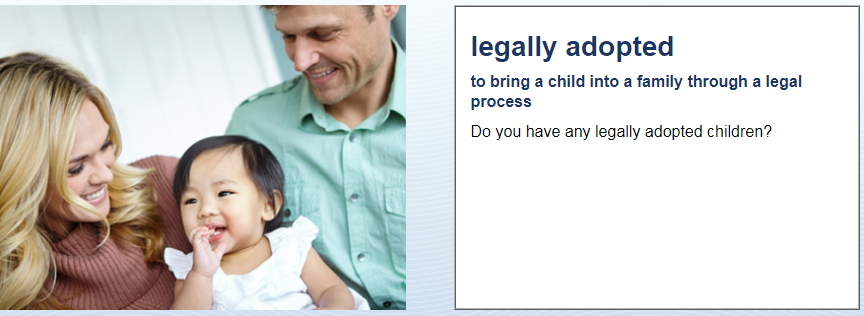 legally adopted
to bring a child into a family through a legal
process
Do you have any legally adopted children?